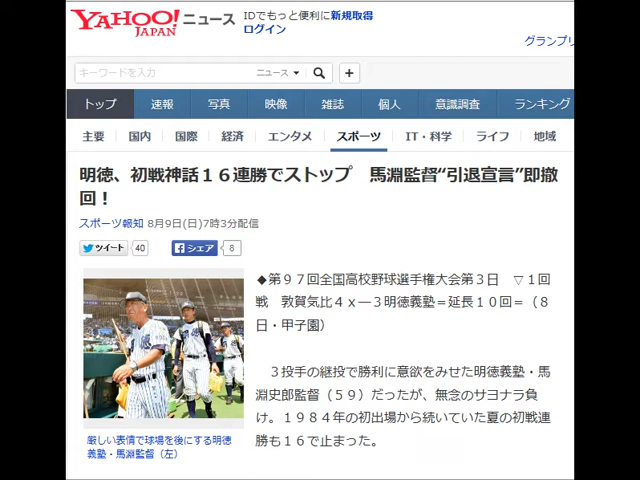 YAHOO! ニュース
JAPAN
IDでもっと便利に新規取得
ログイン
グランプリ
キーワードを入力
ニュース
トップ 速報 写真 映像 雑誌 個人 意識調査 ランキング
主要 国内 国際 経済 エンタメ スポーツ IT・科学 ライフ 地域
明徳、初戦神話１６連勝でストップ　馬淵監督“引退宣言”即撤
回！
スポーツ報知 8月9日(日)7時3分配信
ツイート 40 シェア 8
◆第９７回全国高校野球選手権大会第３日　▽１回
戦　敦賀気比４ｘ―３明徳義塾＝延長１０回＝（８
日・甲子園）
３投手の継投で勝利に意欲をみせた明徳義塾・馬
淵史郎監督（５９）だったが、無念のサヨナラ負
け。１９８４年の初出場から続いていた夏の初戦連
勝も１６で止まった。
厳しい表情で球場を後にする明徳
義塾・馬淵監督（左）